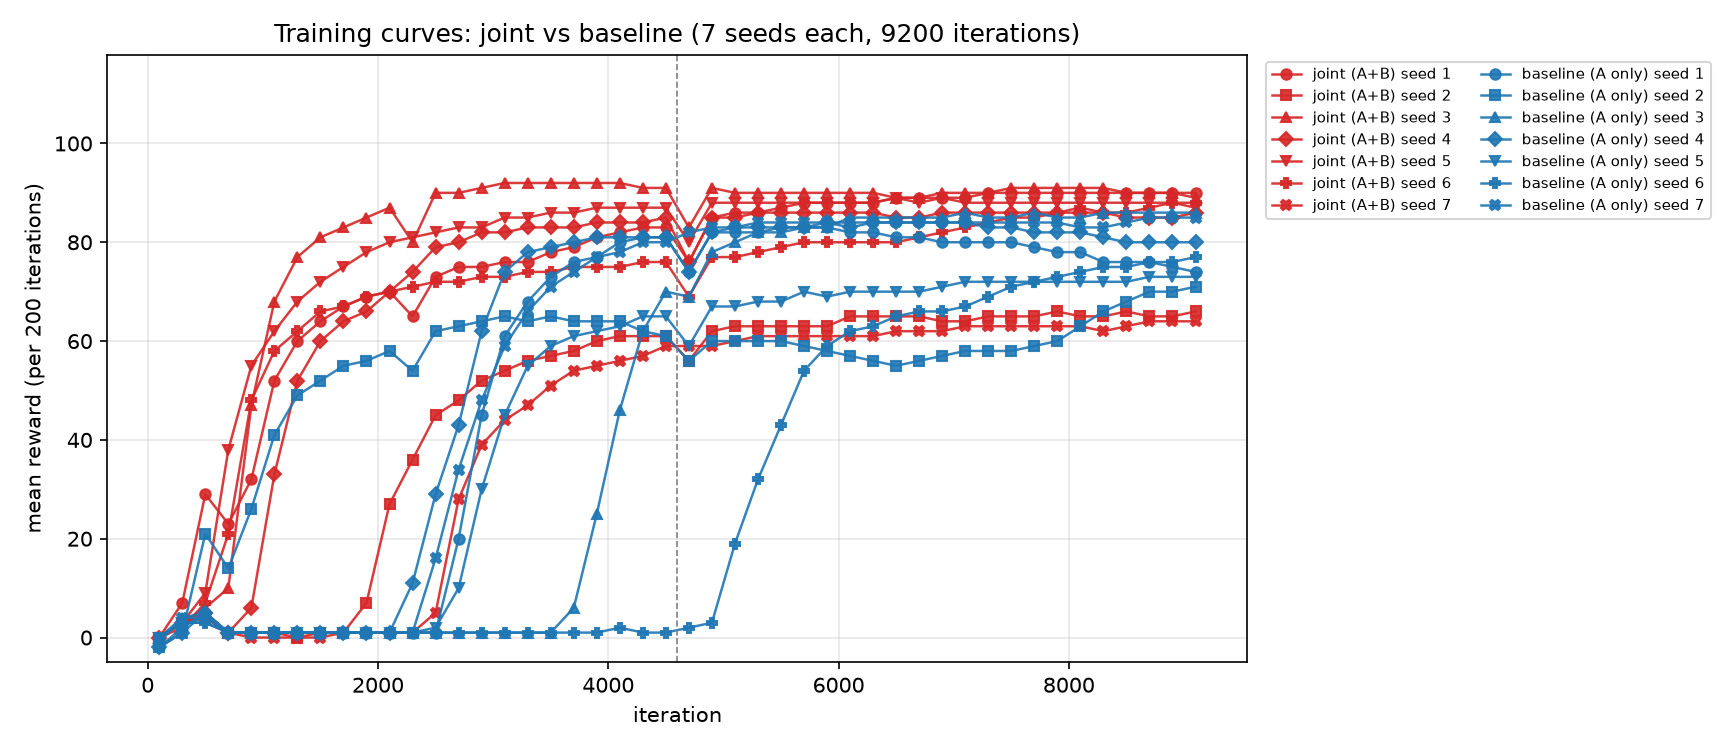 Training curves: joint vs baseline (7 seeds each, 9200 iterations)
mean reward (per 200 iterations)
100
80
60
40
20
0
0 2000 4000 6000 8000
iteration
joint (A+B) seed 1
joint (A+B) seed 2
joint (A+B) seed 3
joint (A+B) seed 4
joint (A+B) seed 5
joint (A+B) seed 6
joint (A+B) seed 7
baseline (A only) seed 1
baseline (A only) seed 2
baseline (A only) seed 3
baseline (A only) seed 4
baseline (A only) seed 5
baseline (A only) seed 6
baseline (A only) seed 7